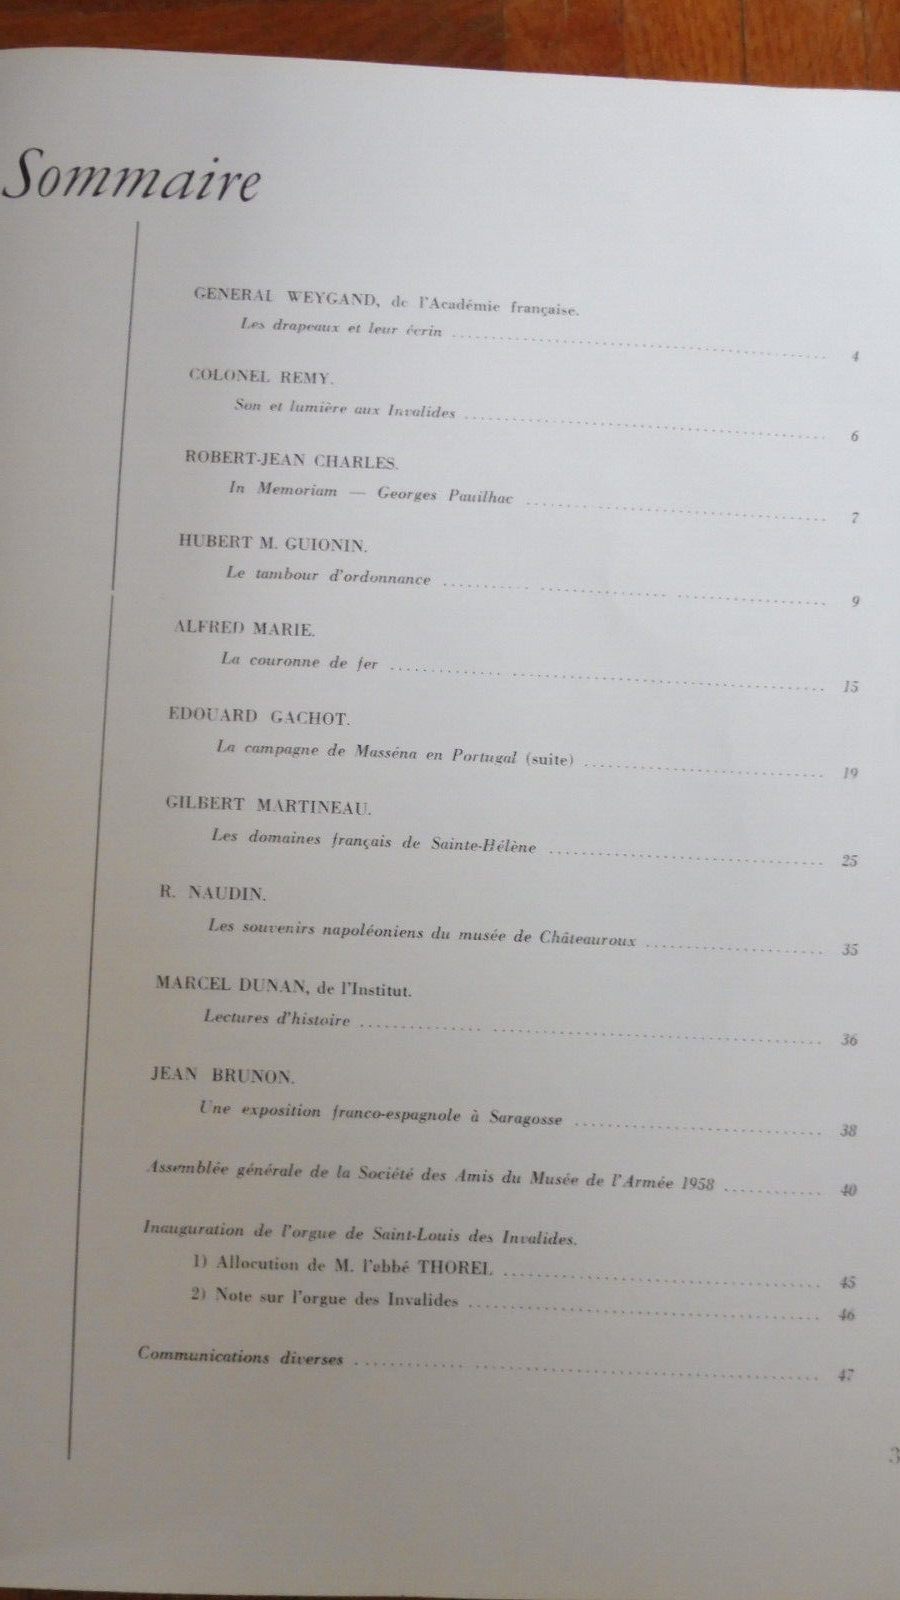 Sommaire
GENERAL WEYGAND, de l'Académie française.
Les drapeaux et leur écrin .......... 4
COLONEL REMY.
Son et lumière aux Invalides .......... 6
ROBERT-JEAN CHARLES.
In Memoriam — Georges Pauilhac .......... 7
HUBERT M. GUIONIN.
Le tambour d'ordonnance .......... 9
ALFRED MARIE.
La couronne de fer .......... 15
EDOUARD GACHOT.
La campagne de Masséna en Portugal (suite) .......... 19
GILBERT MARTINEAU.
Les domaines français de Sainte-Hélène .......... 25
R. NAUDIN.
Les souvenirs napoléoniens du musée de Châteauroux .......... 35
MARCEL DUNAN, de l'Institut.
Lectures d'histoire .......... 36
JEAN BRUNON.
Une exposition franco-espagnole à Saragosse .......... 38
Assemblée générale de la Société des Amis du Musée de l'Armée 1958 .......... 40
Inauguration de l'orgue de Saint-Louis des Invalides.
1) Allocution de M. l'abbé THOREL .......... 45
2) Note sur l'orgue des Invalides .......... 46
Communications diverses .......... 47
3